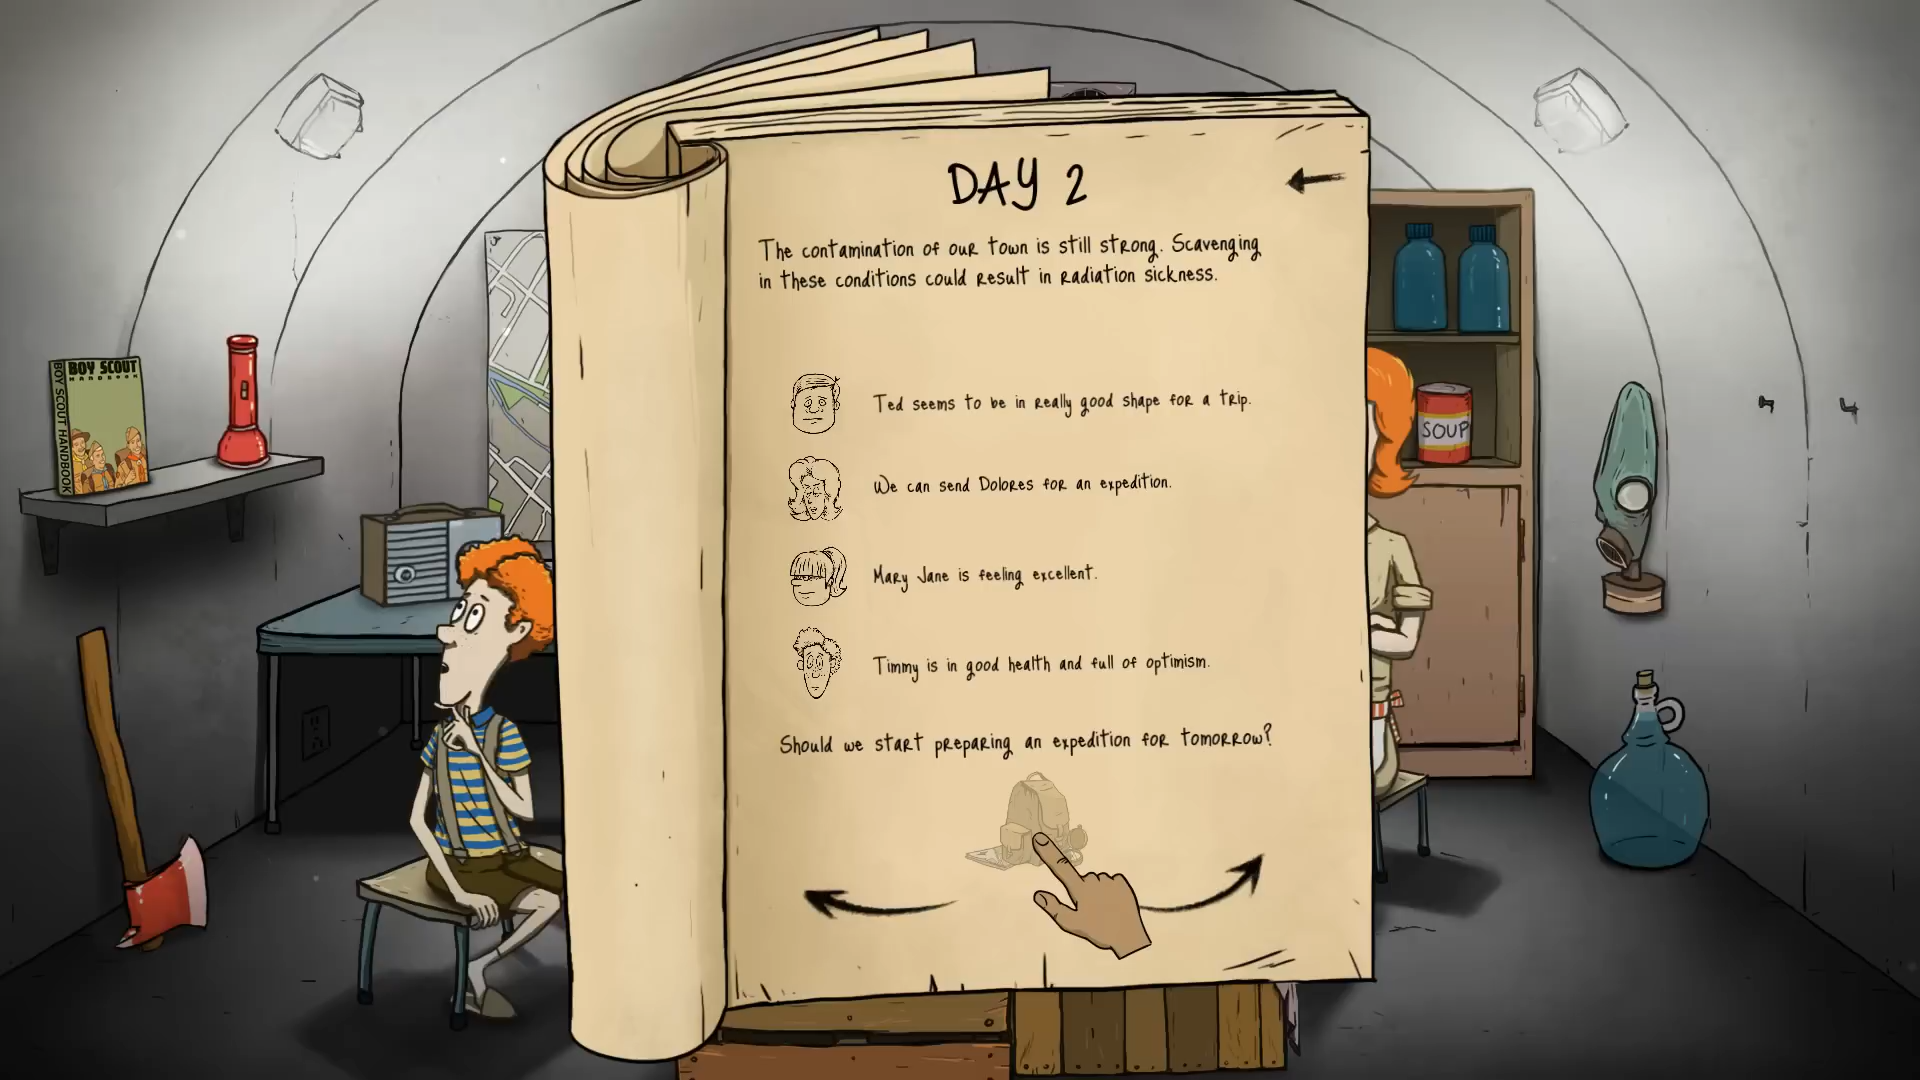 DAY 2
The contamination of our town is still strong. Scavenging
in these conditions could result in radiation sickness.
Ted seems to be in really good shape for a trip.
We can send Dolores for an expedition.
Mary Jane is feeling excellent.
Timmy is in good health and full of optimism.
Should we start preparing an expedition for tomorrow?
BOY SCOUT
HANDBOOK
BOY SCOUT HANDBOOK
SOUP